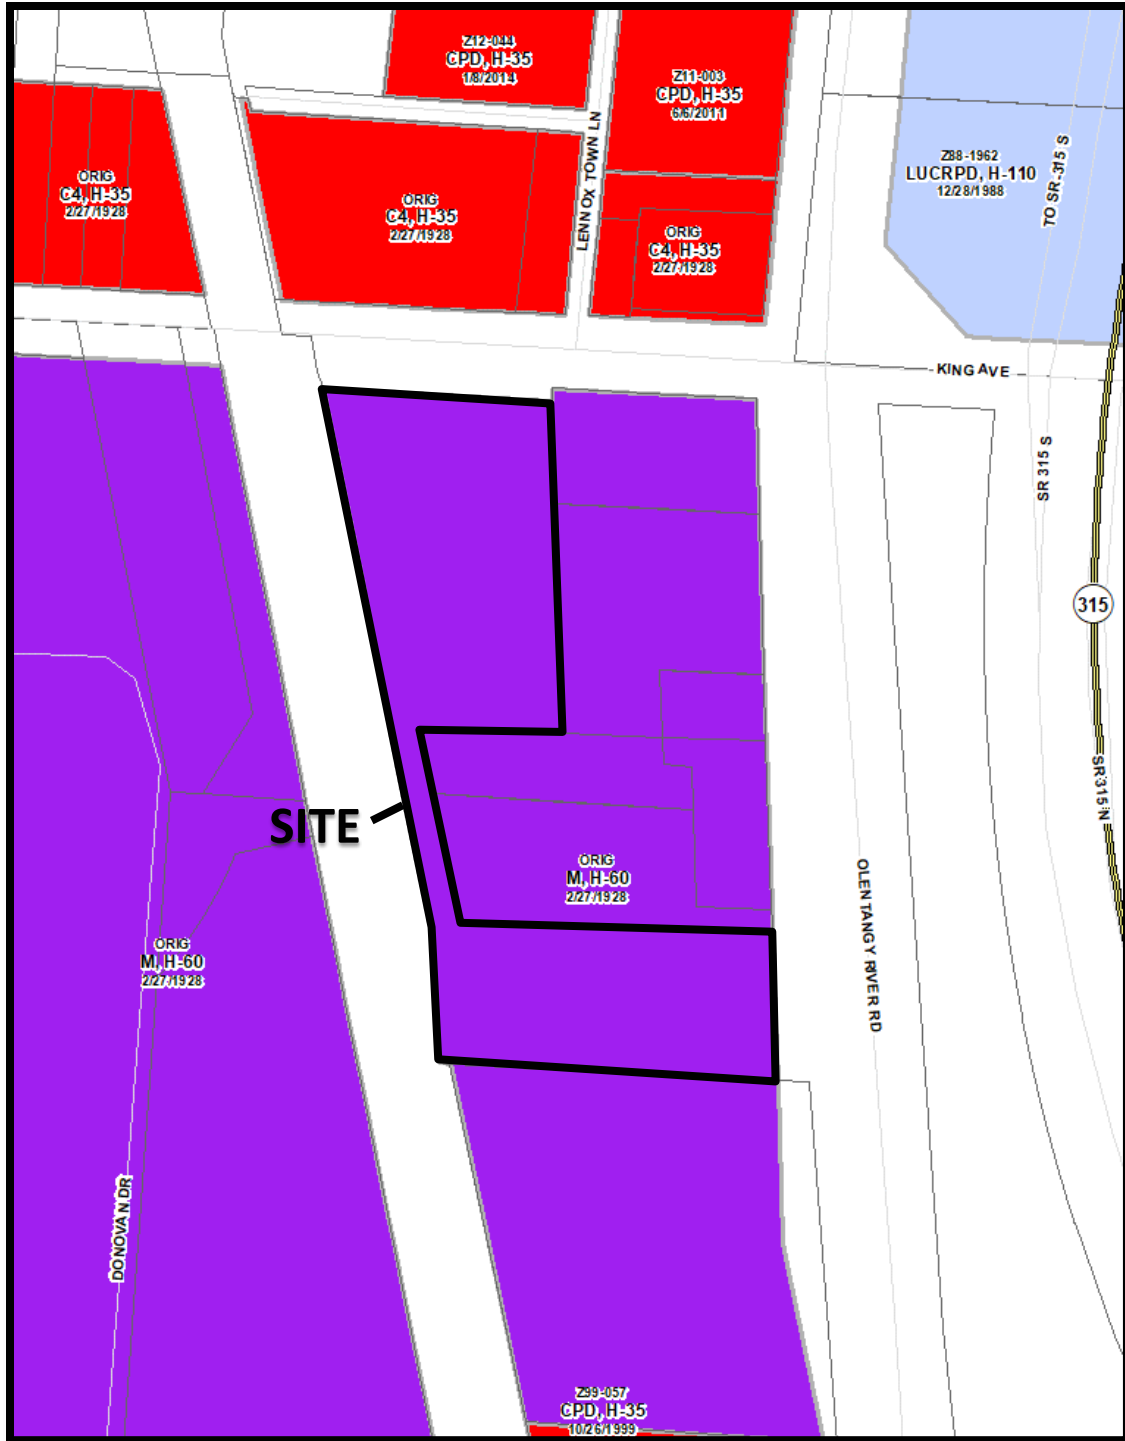 Z12-044
CPD, H-35
1/8/2014
Z11-003
CPD, H-35
6/6/2011
LENNOX TOWN LN
Z88-1962
LUCRPD, H-110
12/28/1988
TO SR-315 S
ORIG
C4, H-35
2/27/1928
ORIG
C4, H-35
2/27/1928
ORIG
C4, H-35
2/27/1928
KING AVE
SR 315 S
315
SR 315 N
SITE
ORIG
M, H-60
2/27/1928
OLENTANGY RIVER RD
ORIG
M, H-60
2/27/1928
DONOVAN DR
Z99-057
CPD, H-35
10/26/1999